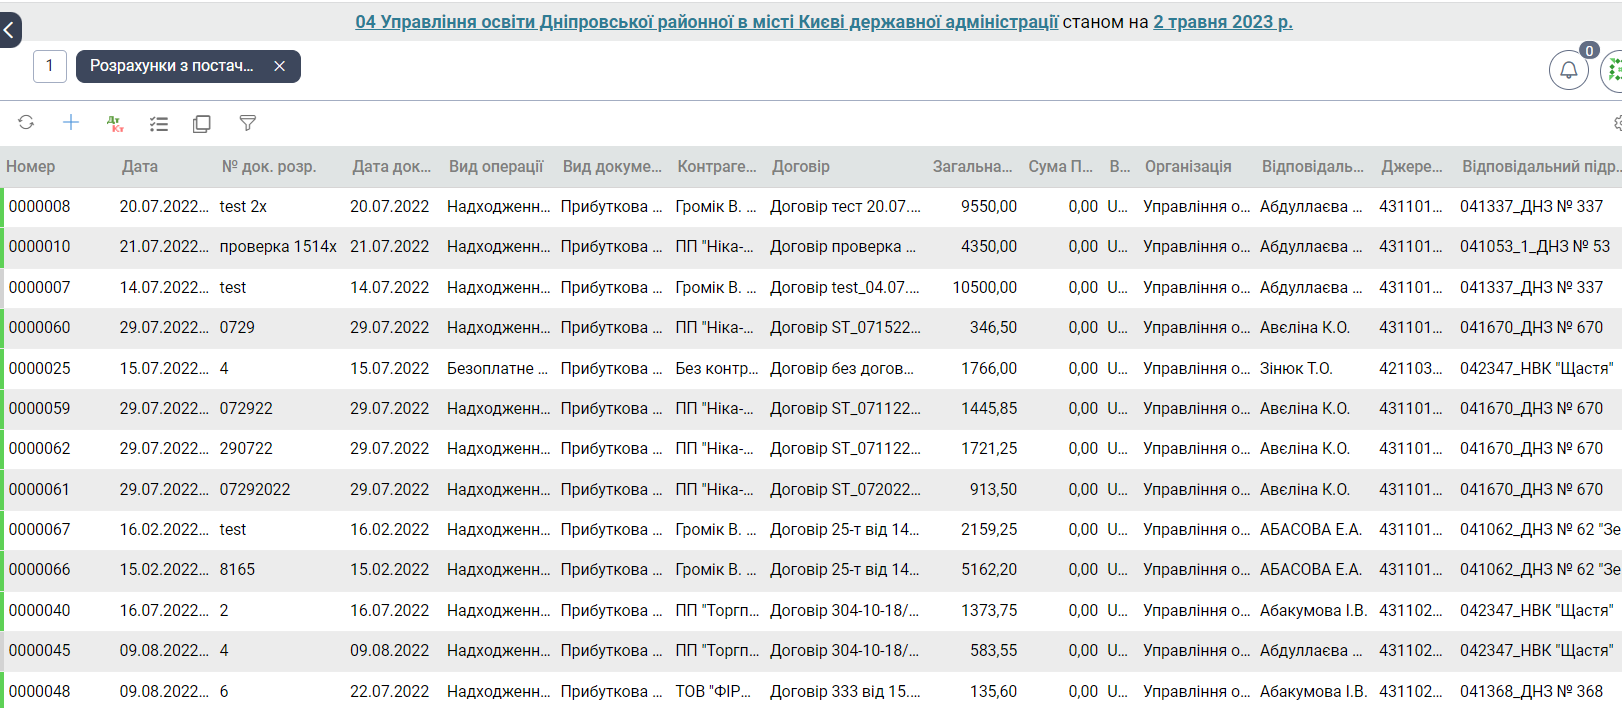 04 Управління освіти Дніпровської районної в місті Києві державної адміністрації станом на 2 травня 2023 р.
1 Розрахунки з постач... 0
Дт Кт
Номер Дата № док. розр. Дата док... Вид операції Вид докуме... Контраге... Договір Загальна... Сума П... В... Організація Відповідаль... Джере... Відповідальний підр...
0000008 20.07.2022... test 2x 20.07.2022 Надходженн... Прибуткова ... Громік В. ... Договір тест 20.07.... 9550,00 0,00 U... Управління о... Абдуллаєва ... 431101... 041337_ДНЗ № 337
0000010 21.07.2022... проверка 1514х 21.07.2022 Надходженн... Прибуткова ... ПП "Ніка-... Договір проверка ... 4350,00 0,00 U... Управління о... Абдуллаєва ... 431101... 041053_1_ДНЗ № 53
0000007 14.07.2022... test 14.07.2022 Надходженн... Прибуткова ... Громік В. ... Договір test_04.07.... 10500,00 0,00 U... Управління о... Абдуллаєва ... 431101... 041337_ДНЗ № 337
0000060 29.07.2022... 0729 29.07.2022 Надходженн... Прибуткова ... ПП "Ніка-... Договір ST_071522... 346,50 0,00 U... Управління о... Авєліна К.О. 431101... 041670_ДНЗ № 670
0000025 15.07.2022... 4 15.07.2022 Безоплатне ... Прибуткова ... Без контр... Договір без догов... 1766,00 0,00 U... Управління о... Зінюк Т.О. 421103... 042347_НВК "Щастя"
0000059 29.07.2022... 072922 29.07.2022 Надходженн... Прибуткова ... ПП "Ніка-... Договір ST_071122... 1445,85 0,00 U... Управління о... Авєліна К.О. 431101... 041670_ДНЗ № 670
0000062 29.07.2022... 290722 29.07.2022 Надходженн... Прибуткова ... ПП "Ніка-... Договір ST_071122... 1721,25 0,00 U... Управління о... Авєліна К.О. 431101... 041670_ДНЗ № 670
0000061 29.07.2022... 07292022 29.07.2022 Надходженн... Прибуткова ... ПП "Ніка-... Договір ST_072022... 913,50 0,00 U... Управління о... Авєліна К.О. 431101... 041670_ДНЗ № 670
0000067 16.02.2022... test 16.02.2022 Надходженн... Прибуткова ... Громік В. ... Договір 25-т від 14... 2159,25 0,00 U... Управління о... АБАСОВА Е.А. 431101... 041062_ДНЗ № 62 "Зе
0000066 15.02.2022... 8165 15.02.2022 Надходженн... Прибуткова ... Громік В. ... Договір 25-т від 14... 5162,20 0,00 U... Управління о... АБАСОВА Е.А. 431101... 041062_ДНЗ № 62 "Зе
0000040 16.07.2022... 2 16.07.2022 Надходженн... Прибуткова ... ПП "Торгп... Договір 304-10-18/... 1373,75 0,00 U... Управління о... Абакумова І.В. 431102... 042347_НВК "Щастя"
0000045 09.08.2022... 4 09.08.2022 Надходженн... Прибуткова ... ПП "Торгп... Договір 304-10-18/... 583,55 0,00 U... Управління о... Абдуллаєва ... 431102... 042347_НВК "Щастя"
0000048 09.08.2022... 6 22.07.2022 Надходженн... Прибуткова ... ТОВ "ФІР... Договір 333 від 15.... 135,60 0,00 U... Управління о... Абакумова І.В. 431102... 041368_ДНЗ № 368